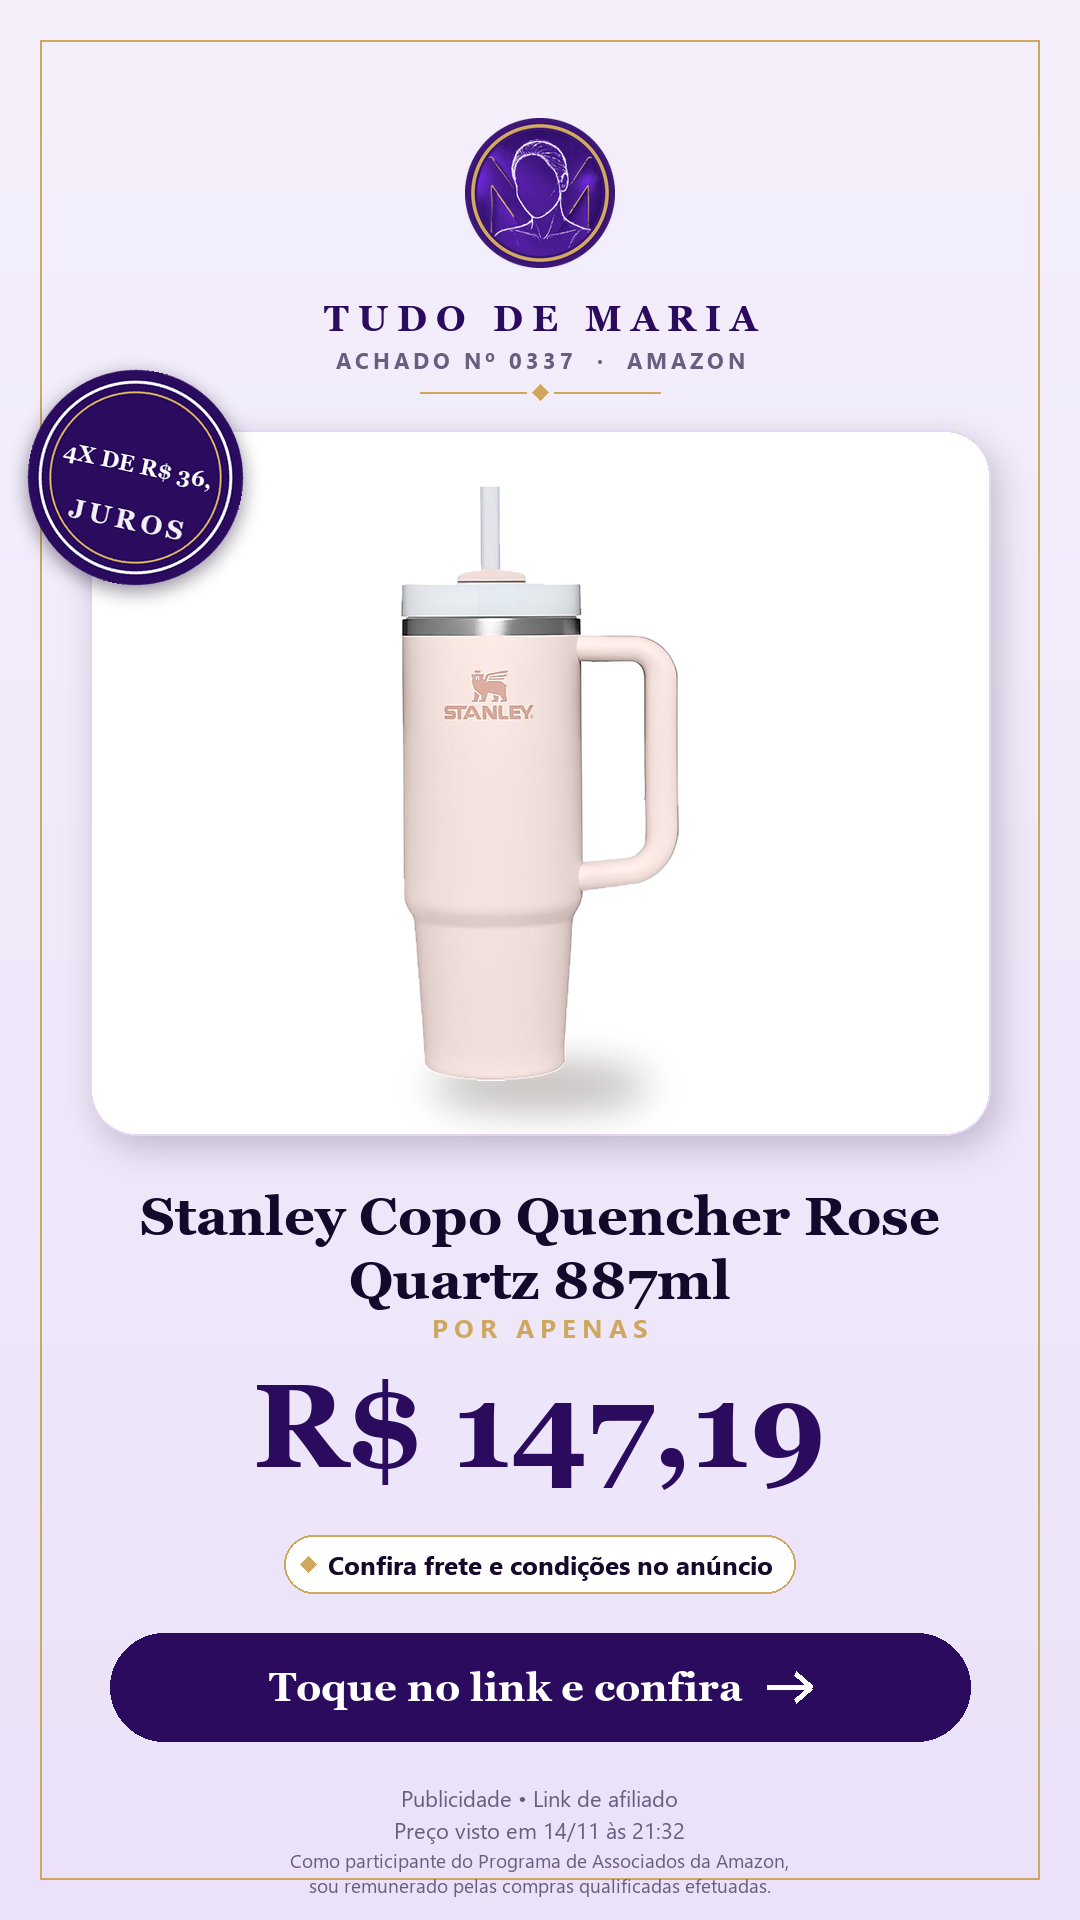 TUDO DE MARIA
ACHADO Nº 0337 · AMAZON
4X DE R$ 36,
JUROS
STANLEY
Stanley Copo Quencher Rose
Quartz 887ml
POR APENAS
R$ 147,19
Confira frete e condições no anúncio
Toque no link e confira →
Publicidade • Link de afiliado
Preço visto em 14/11 às 21:32
Como participante do Programa de Associados da Amazon,
sou remunerado pelas compras qualificadas efetuadas.